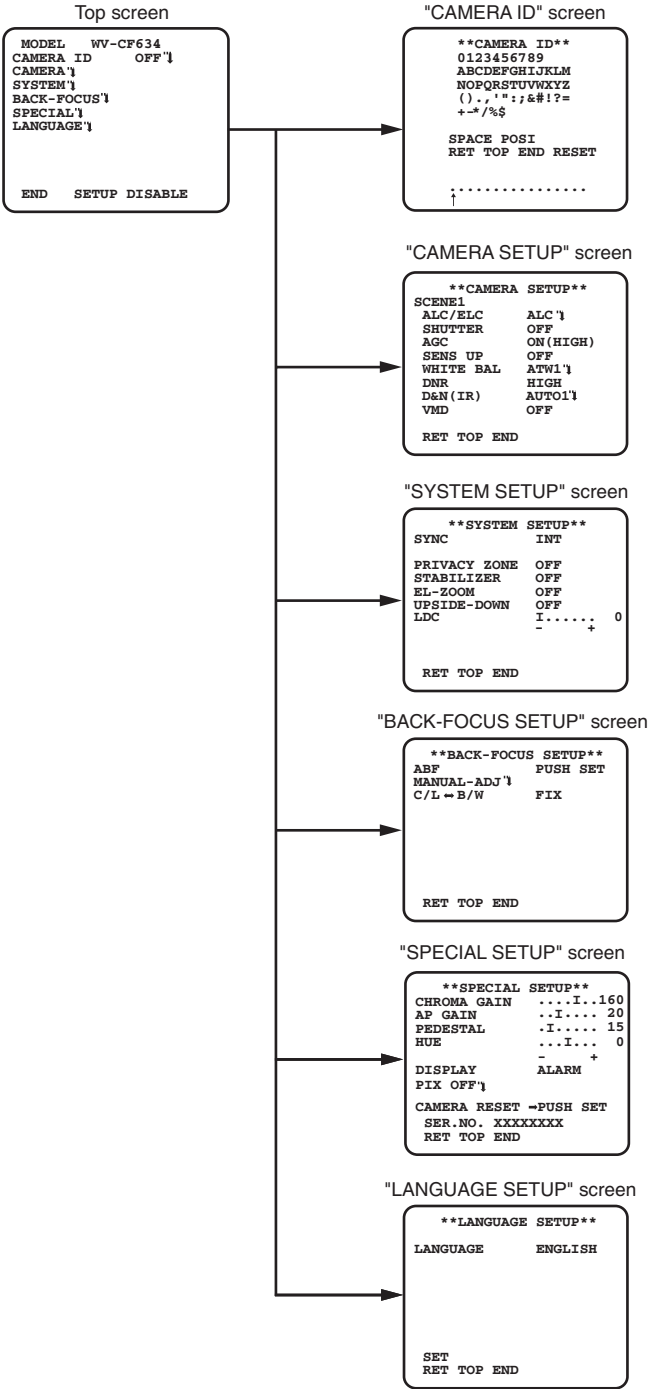 Top screen
MODEL WV-CF634
CAMERA ID OFF
CAMERA
SYSTEM
BACK-FOCUS
SPECIAL
LANGUAGE
END SETUP DISABLE
"CAMERA ID" screen
**CAMERA ID**
0123456789
ABCDEFGHIJKLM
NOPQRSTUVWXYZ
().,'":;&#!?=
+-*/%$
SPACE POSI
RET TOP END RESET
................
↑
"CAMERA SETUP" screen
**CAMERA SETUP**
SCENE1
ALC/ELC ALC
SHUTTER OFF
AGC ON(HIGH)
SENS UP OFF
WHITE BAL ATW1
DNR HIGH
D&N(IR) AUTO1
VMD OFF
RET TOP END
"SYSTEM SETUP" screen
**SYSTEM SETUP**
SYNC INT
PRIVACY ZONE OFF
STABILIZER OFF
EL-ZOOM OFF
UPSIDE-DOWN OFF
LDC I...... 0
- +
RET TOP END
"BACK-FOCUS SETUP" screen
**BACK-FOCUS SETUP**
ABF PUSH SET
MANUAL-ADJ
C/L ↔ B/W FIX
RET TOP END
"SPECIAL SETUP" screen
**SPECIAL SETUP**
CHROMA GAIN ....I..160
AP GAIN ..I.... 20
PEDESTAL .I..... 15
HUE ...I... 0
- +
DISPLAY ALARM
PIX OFF
CAMERA RESET →PUSH SET
SER.NO. XXXXXXXX
RET TOP END
"LANGUAGE SETUP" screen
**LANGUAGE SETUP**
LANGUAGE ENGLISH
SET
RET TOP END